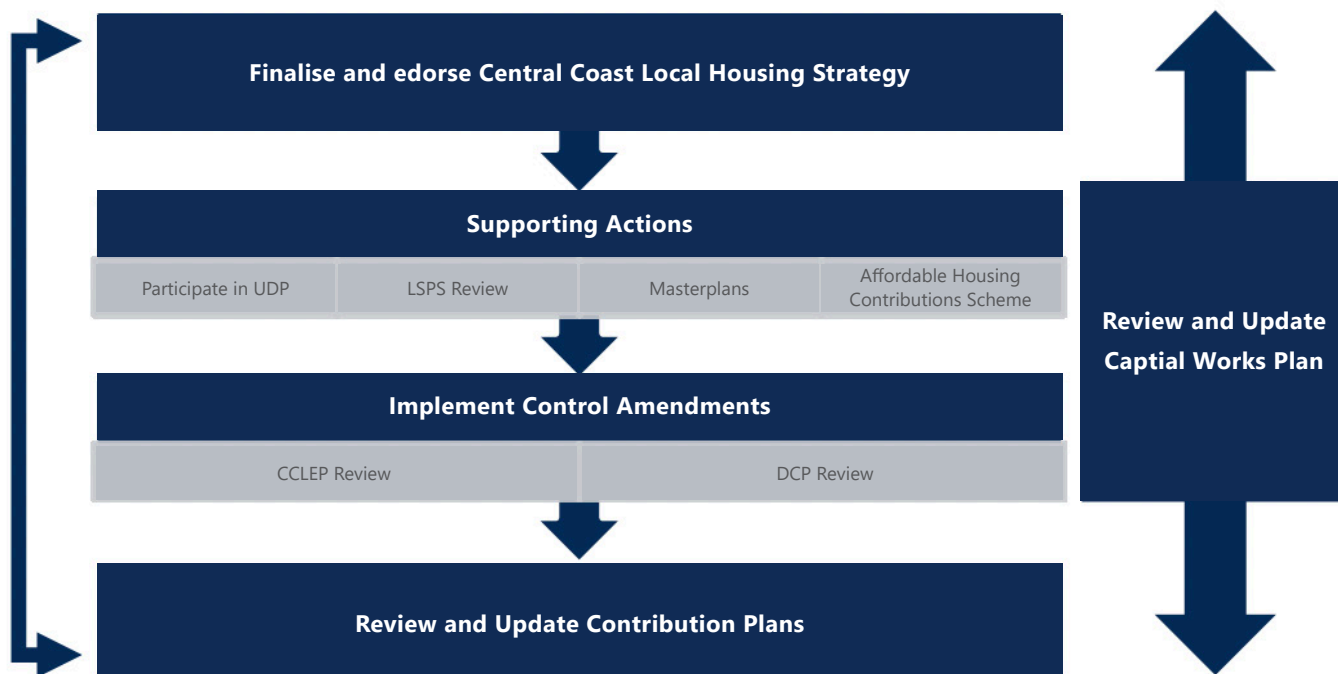 Finalise and edorse Central Coast Local Housing Strategy
Supporting Actions
Participate in UDP
LSPS Review
Masterplans
Affordable Housing
Contributions Scheme
Implement Control Amendments
CCLEP Review
DCP Review
Review and Update Contribution Plans
Review and Update
Captial Works Plan